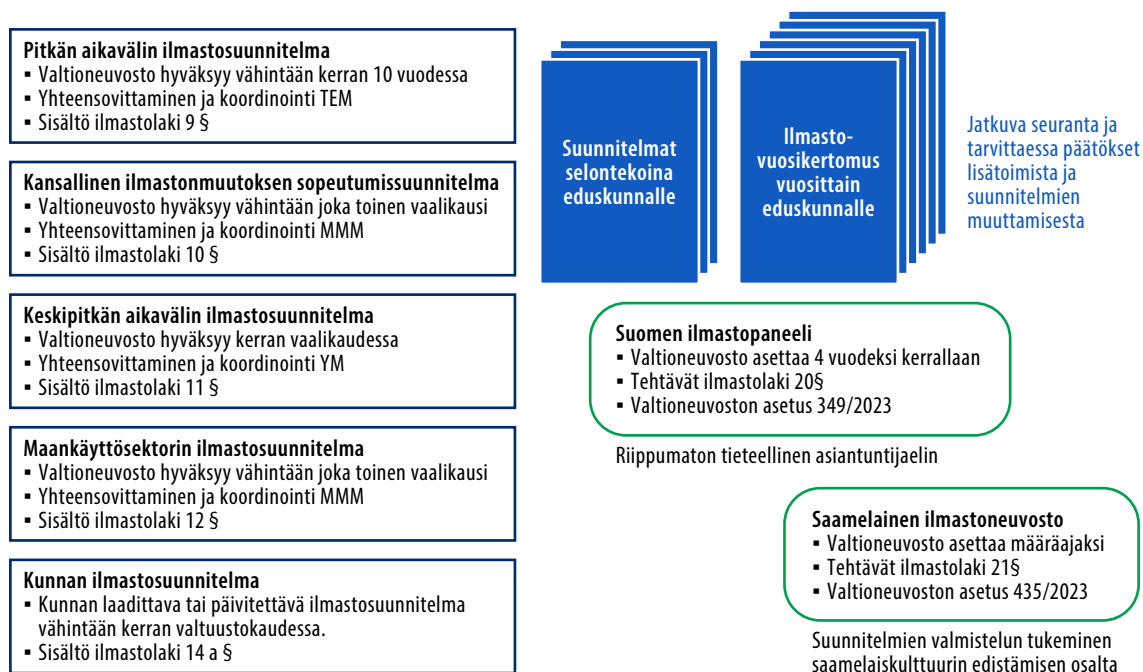 Pitkän aikavälin ilmastosuunnitelma
▪ Valtioneuvosto hyväksyy vähintään kerran 10 vuodessa
▪ Yhteensovittaminen ja koordinointi TEM
▪ Sisältö ilmastolaki 9 §
Kansallinen ilmastonmuutoksen sopeutumissuunnitelma
▪ Valtioneuvosto hyväksyy vähintään joka toinen vaalikausi
▪ Yhteensovittaminen ja koordinointi MMM
▪ Sisältö ilmastolaki 10 §
Keskipitkän aikavälin ilmastosuunnitelma
▪ Valtioneuvosto hyväksyy kerran vaalikaudessa
▪ Yhteensovittaminen ja koordinointi YM
▪ Sisältö ilmastolaki 11 §
Maankäyttösektorin ilmastosuunnitelma
▪ Valtioneuvosto hyväksyy vähintään joka toinen vaalikausi
▪ Yhteensovittaminen ja koordinointi MMM
▪ Sisältö ilmastolaki 12 §
Kunnan ilmastosuunnitelma
▪ Kunnan laadittava tai päivitettävä ilmastosuunnitelma
vähintään kerran valtuustokaudessa.
▪ Sisältö ilmastolaki 14 a §
Suunnitelmat
selontekoina
eduskunnalle
Ilmasto-
vuosikertomus
vuosittain
eduskunnalle
Jatkuva seuranta ja
tarvittaessa päätökset
lisätoimista ja
suunnitelmien
muuttamisesta
Suomen ilmastopaneeli
▪ Valtioneuvosto asettaa 4 vuodeksi kerrallaan
▪ Tehtävät ilmastolaki 20§
▪ Valtioneuvoston asetus 349/2023
Riippumaton tieteellinen asiantuntijaelin
Saamelainen ilmastoneuvosto
▪ Valtioneuvosto asettaa määräajaksi
▪ Tehtävät ilmastolaki 21§
▪ Valtioneuvoston asetus 435/2023
Suunnitelmien valmistelun tukeminen
saamelaiskulttuurin edistämisen osalta